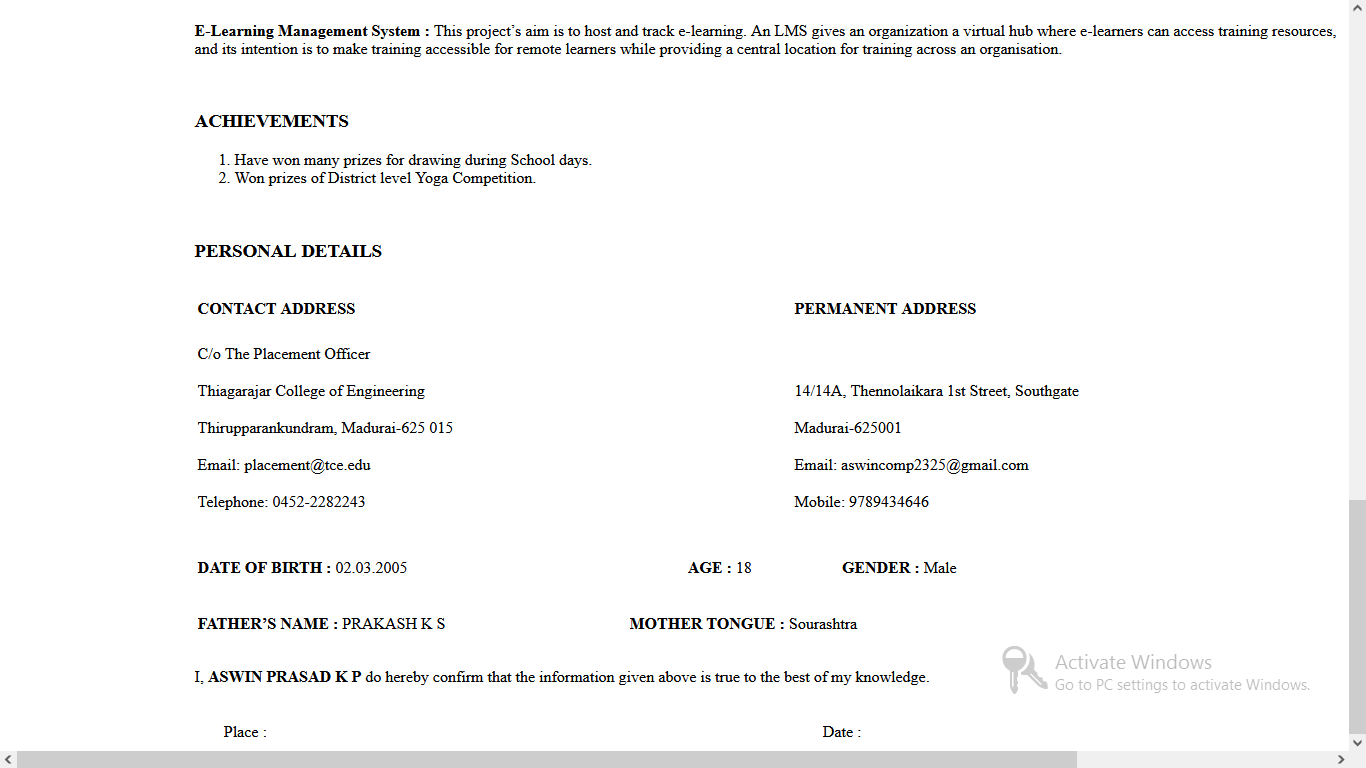 E-Learning Management System : This project’s aim is to host and track e-learning. An LMS gives an organization a virtual hub where e-learners can access training resources,
and its intention is to make training accessible for remote learners while providing a central location for training across an organisation.
ACHIEVEMENTS
1. Have won many prizes for drawing during School days.
2. Won prizes of District level Yoga Competition.
PERSONAL DETAILS
CONTACT ADDRESS
C/o The Placement Officer
Thiagarajar College of Engineering
Thirupparankundram, Madurai-625 015
Email: placement@tce.edu
Telephone: 0452-2282243
PERMANENT ADDRESS
14/14A, Thennolaikara 1st Street, Southgate
Madurai-625001
Email: aswincomp2325@gmail.com
Mobile: 9789434646
DATE OF BIRTH : 02.03.2005 AGE : 18 GENDER : Male
FATHER’S NAME : PRAKASH K S MOTHER TONGUE : Sourashtra
I, ASWIN PRASAD K P do hereby confirm that the information given above is true to the best of my knowledge.
Place : Date :
Activate Windows
Go to PC settings to activate Windows.